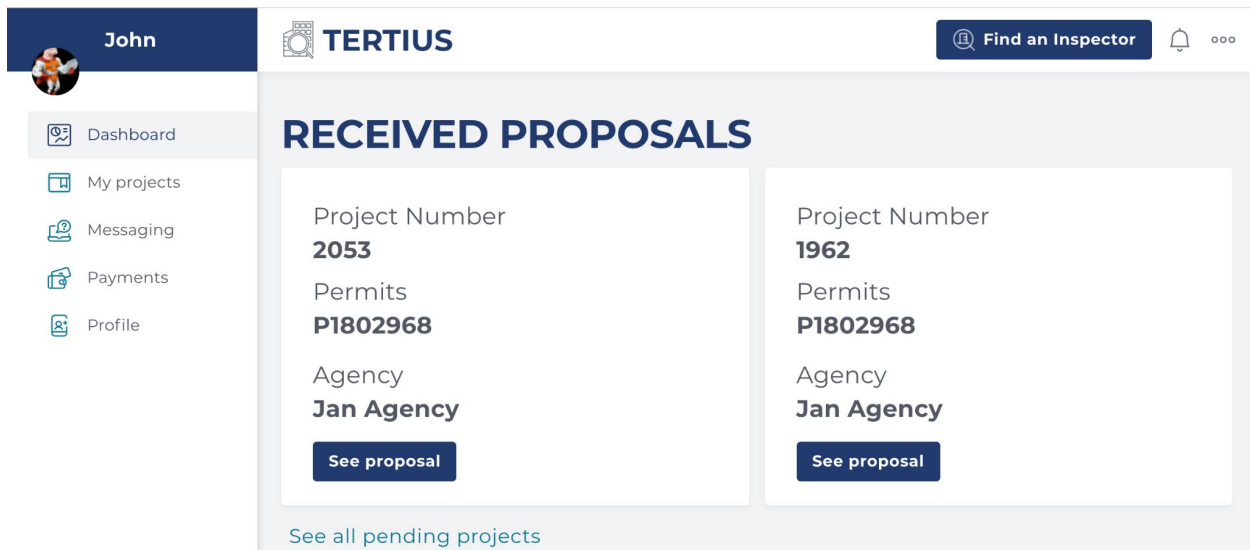 John
TERTIUS
Find an Inspector
Dashboard
My projects
Messaging
Payments
Profile
RECEIVED PROPOSALS
Project Number
2053
Permits
P1802968
Agency
Jan Agency
See proposal
Project Number
1962
Permits
P1802968
Agency
Jan Agency
See proposal
See all pending projects